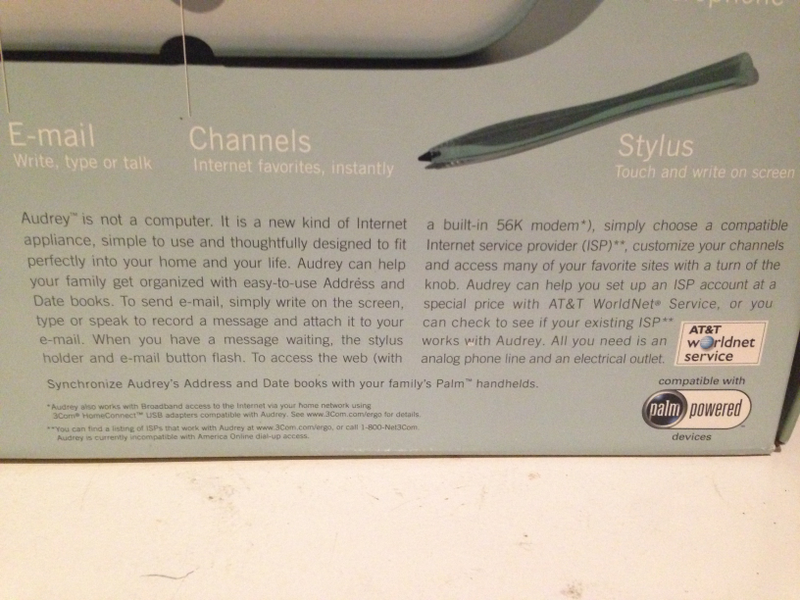 E-mail
Write, type or talk
Channels
Internet favorites, instantly
Stylus
Touch and write on screen
Audrey™ is not a computer. It is a new kind of Internet
appliance, simple to use and thoughtfully designed to fit
perfectly into your home and your life. Audrey can help
your family get organized with easy-to-use Address and
Date books. To send e-mail, simply write on the screen,
type or speak to record a message and attach it to your
e-mail. When you have a message waiting, the stylus
holder and e-mail button flash. To access the web (with
a built-in 56K modem*), simply choose a compatible
Internet service provider (ISP)**, customize your channels
and access many of your favorite sites with a turn of the
knob. Audrey can help you set up an ISP account at a
special price with AT&T WorldNet® Service, or you
can check to see if your existing ISP**
works with Audrey. All you need is an
analog phone line and an electrical outlet.
AT&T
worldnet
service
Synchronize Audrey's Address and Date books with your family's Palm™ handhelds.
*Audrey also works with Broadband access to the Internet via your home network using
3Com® HomeConnect™ USB adapters compatible with Audrey. See www.3Com.com/ergo for details.
**You can find a listing of ISPs that work with Audrey at www.3Com.com/ergo, or call 1-800-Net3Com.
Audrey is currently incompatible with America Online dial-up access.
compatible with
palm powered™
devices